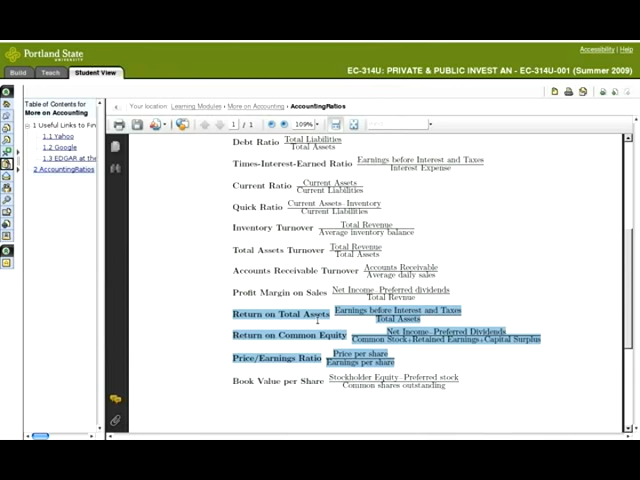 Accessibility | Help
Portland State
UNIVERSITY
Build Teach Student View
EC-314U: PRIVATE & PUBLIC INVEST AN - EC-314U-001 (Summer 2009)
Table of Contents for
More on Accounting
1 Useful Links to Fin
1.1 Yahoo
1.2 Google
1.3 EDGAR at the
2 AccountingRatios
Your location: Learning Modules › More on Accounting › AccountingRatios
1 / 1 109%
Debt Ratio Total Liabilities
Total Assets
Times-Interest-Earned Ratio Earnings before Interest and Taxes
Interest Expense
Current Ratio Current Assets
Current Liabilities
Quick Ratio Current Assets–Inventory
Current Liabilities
Inventory Turnover Total Revenue
Average inventory balance
Total Assets Turnover Total Revenue
Total Assets
Accounts Receivable Turnover Accounts Receivable
Average daily sales
Profit Margin on Sales Net Income–Preferred dividends
Total Revnue
Return on Total Assets Earnings before Interest and Taxes
Total Assets
Return on Common Equity Net Income–Preferred Dividends
Common Stock+Retained Earnings+Capital Surplus
Price/Earnings Ratio Price per share
Earnings per share
Book Value per Share Stockholder Equity–Preferred stock
Common shares outstanding